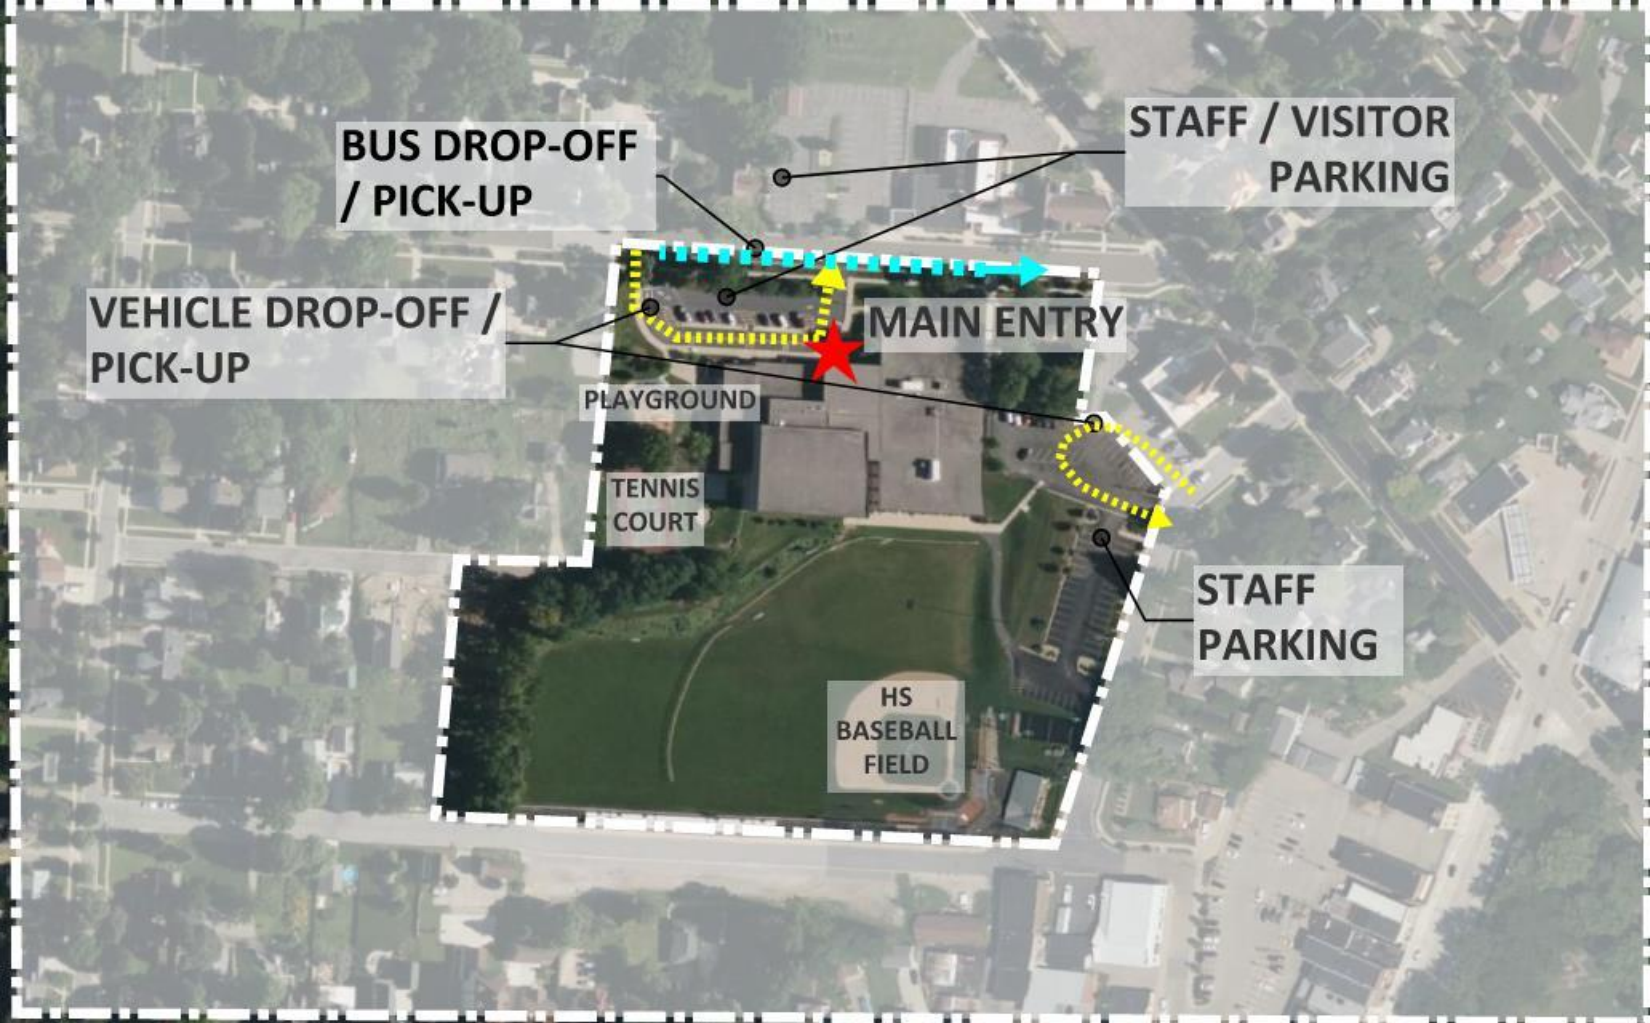 BUS DROP-OFF
/ PICK-UP
STAFF / VISITOR
PARKING
VEHICLE DROP-OFF /
PICK-UP
MAIN ENTRY
PLAYGROUND
TENNIS
COURT
STAFF
PARKING
HS
BASEBALL
FIELD